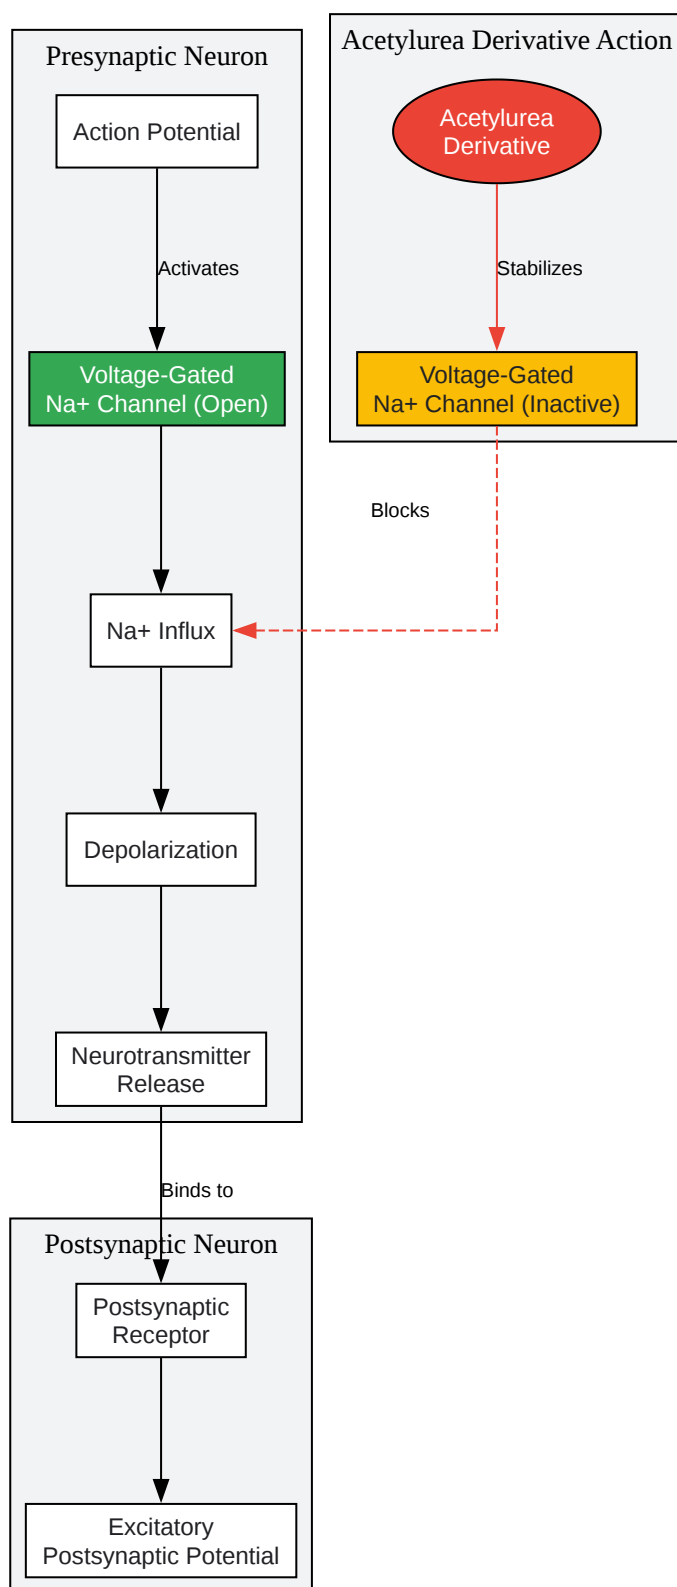 Presynaptic Neuron
Action Potential
Activates
Voltage-Gated
Na+ Channel (Open)
Na+ Influx
Depolarization
Neurotransmitter
Release
Binds to
Postsynaptic Neuron
Postsynaptic
Receptor
Excitatory
Postsynaptic Potential
Acetylurea Derivative Action
Acetylurea
Derivative
Stabilizes
Voltage-Gated
Na+ Channel (Inactive)
Blocks